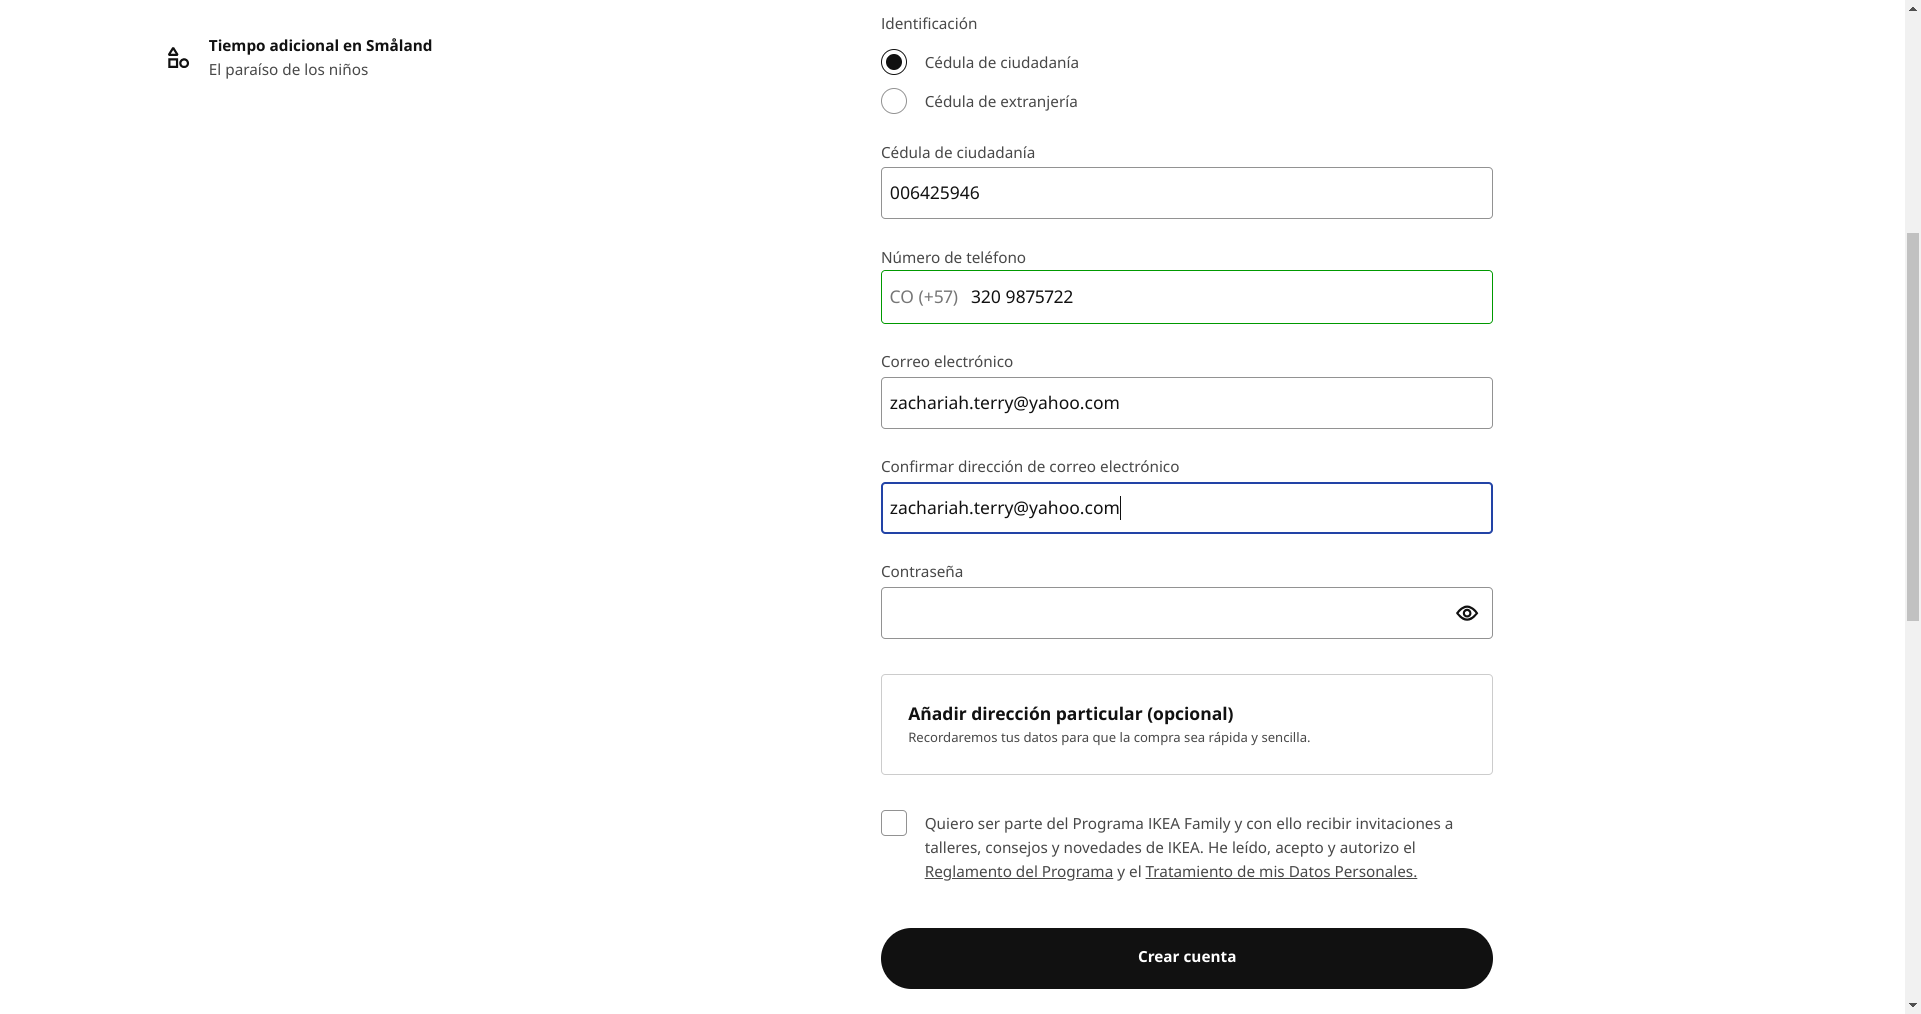 Tiempo adicional en Småland
El paraíso de los niños
Identificación
Cédula de ciudadanía
Cédula de extranjería
Cédula de ciudadanía
006425946
Número de teléfono
CO (+57) 320 9875722
Correo electrónico
zachariah.terry@yahoo.com
Confirmar dirección de correo electrónico
zachariah.terry@yahoo.com
Contraseña
Añadir dirección particular (opcional)
Recordaremos tus datos para que la compra sea rápida y sencilla.
Quiero ser parte del Programa IKEA Family y con ello recibir invitaciones a
talleres, consejos y novedades de IKEA. He leído, acepto y autorizo el
Reglamento del Programa y el Tratamiento de mis Datos Personales.
Crear cuenta